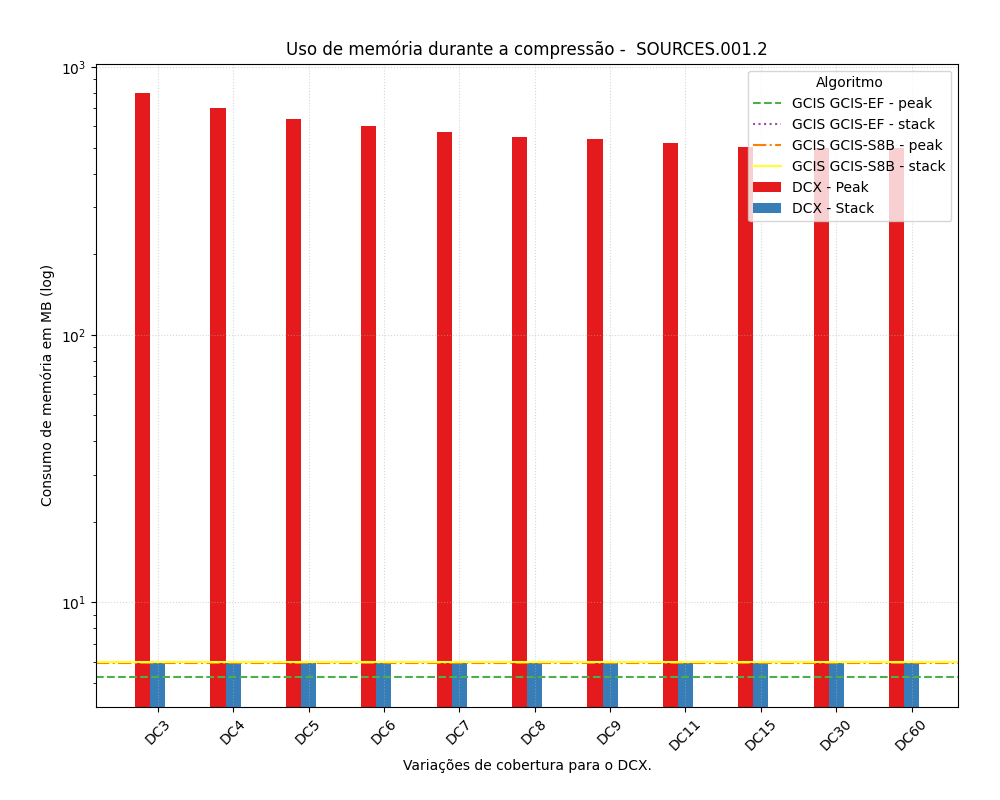 Uso de memória durante a compressão -  SOURCES.001.2
Consumo de memória em MB (log)
10³
10²
10¹
Algoritmo
GCIS GCIS-EF - peak
GCIS GCIS-EF - stack
GCIS GCIS-S8B - peak
GCIS GCIS-S8B - stack
DCX - Peak
DCX - Stack
DC3
DC4
DC5
DC6
DC7
DC8
DC9
DC11
DC15
DC30
DC60
Variações de cobertura para o DCX.